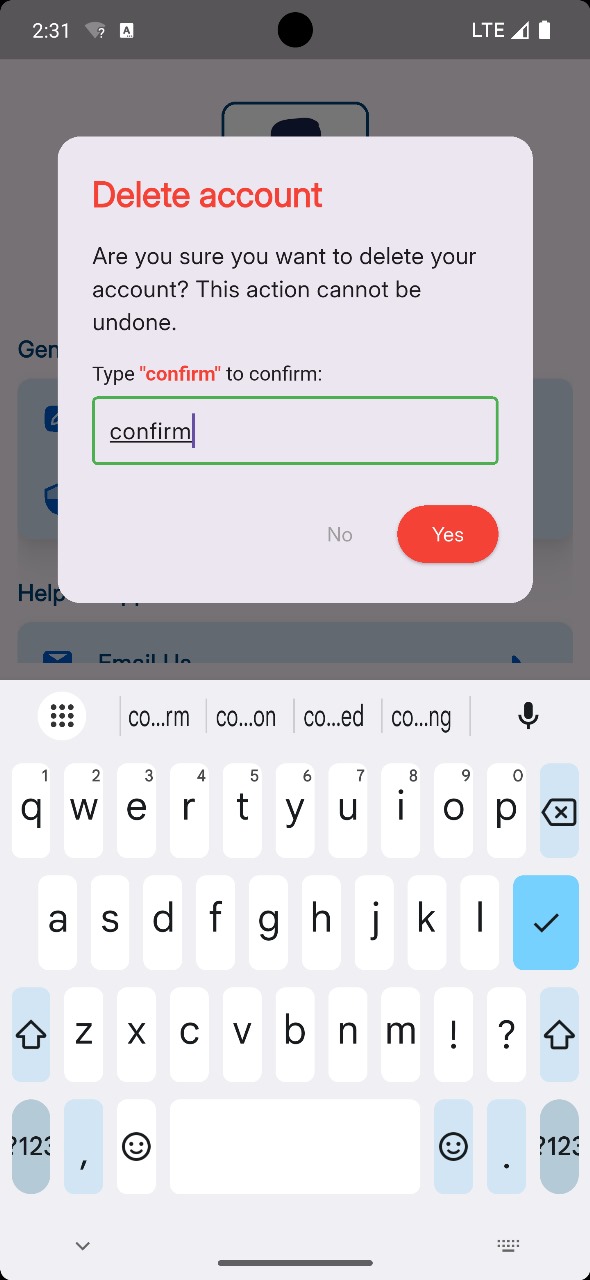 2:31
LTE
Delete account
Are you sure you want to delete your
account? This action cannot be
undone.
Gen
Type "confirm" to confirm:
confirm
No
Yes
Help
Email Us
co...rm co...on co...ed co...ng
1 2 3 4 5 6 7 8 9 0
q w e r t y u i o p
a s d f g h j k l
z x c v b n m ! ?
?123 , . ?123